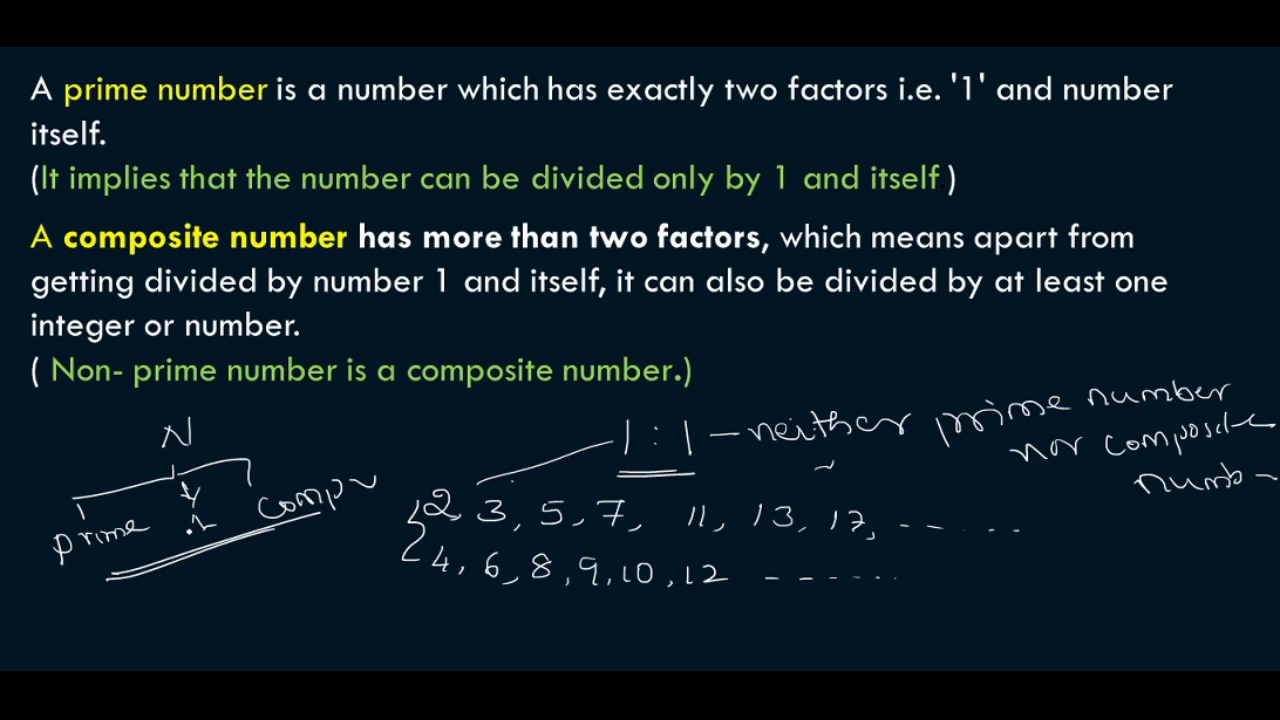 A prime number is a number which has exactly two factors i.e. '1' and number
itself.
(It implies that the number can be divided only by 1 and itself.)
A composite number has more than two factors, which means apart from
getting divided by number 1 and itself, it can also be divided by at least one
integer or number.
( Non- prime number is a composite number.)
N
prime 1 comp
1 : 1 – neither prime number
nor composite
numb -
2, 3, 5, 7, 11, 13, 17, ------
4, 6, 8, 9, 10, 12 -------